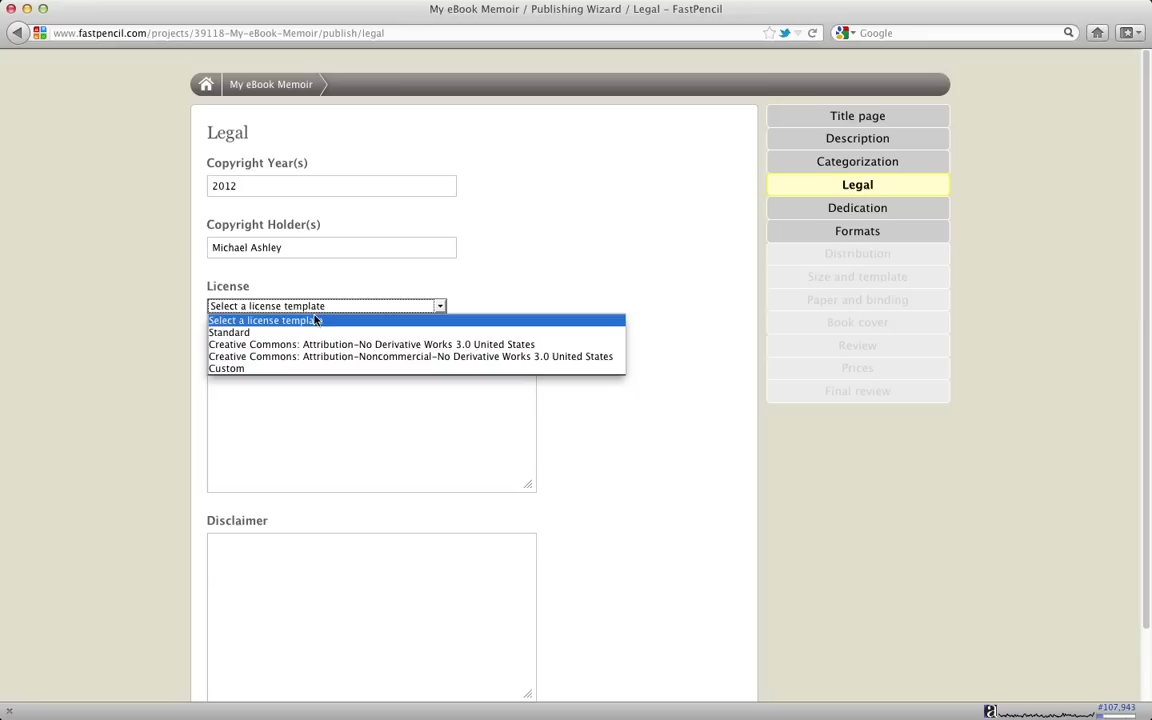 My eBook Memoir / Publishing Wizard / Legal - FastPencil
www.fastpencil.com/projects/39118-My-eBook-Memoir/publish/legal
Google
My eBook Memoir
Legal
Copyright Year(s)
2012
Copyright Holder(s)
Michael Ashley
License
Select a license template
Select a license template
Standard
Creative Commons: Attribution-No Derivative Works 3.0 United States
Creative Commons: Attribution-Noncommercial-No Derivative Works 3.0 United States
Custom
Disclaimer
Title page
Description
Categorization
Legal
Dedication
Formats
Distribution
Size and template
Paper and binding
Book cover
Review
Prices
Final review
#107,943